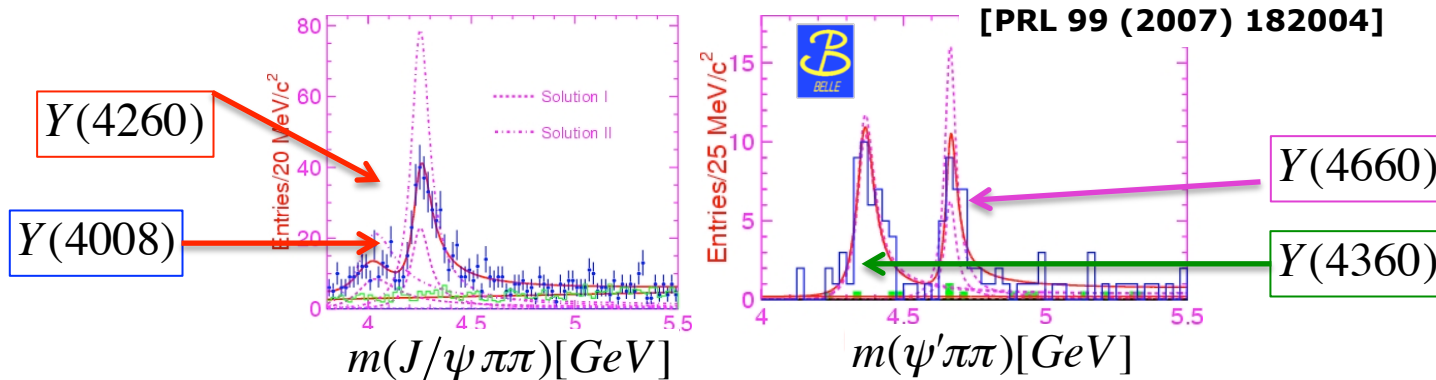 [PRL 99 (2007) 182004]
Y(4260)
Y(4008)
Entries/20 MeV/c²
80
60
40
20
0
Solution I
Solution II
4
4.5
5
5.5
m(J/ψ ππ)[GeV]
Entries/25 MeV/c²
15
10
5
0
B
BELLE
4
4.5
5
5.5
m(ψ'ππ)[GeV]
Y(4660)
Y(4360)